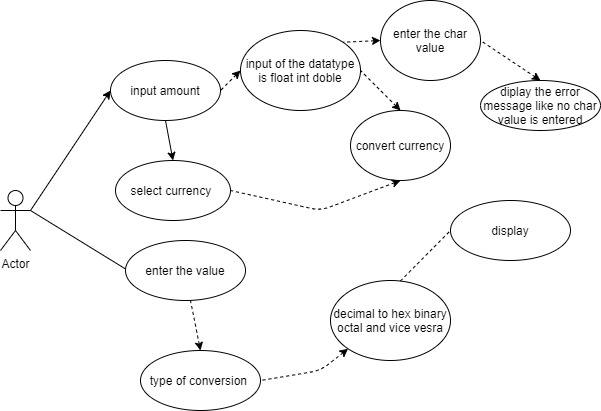 enter the char
value
input of the datatype
is float int doble
input amount
diplay the error
message like no char
value is entered
convert currency
select currency
Actor
display
enter the value
decimal to hex binary
octal and vice vesra
type of conversion